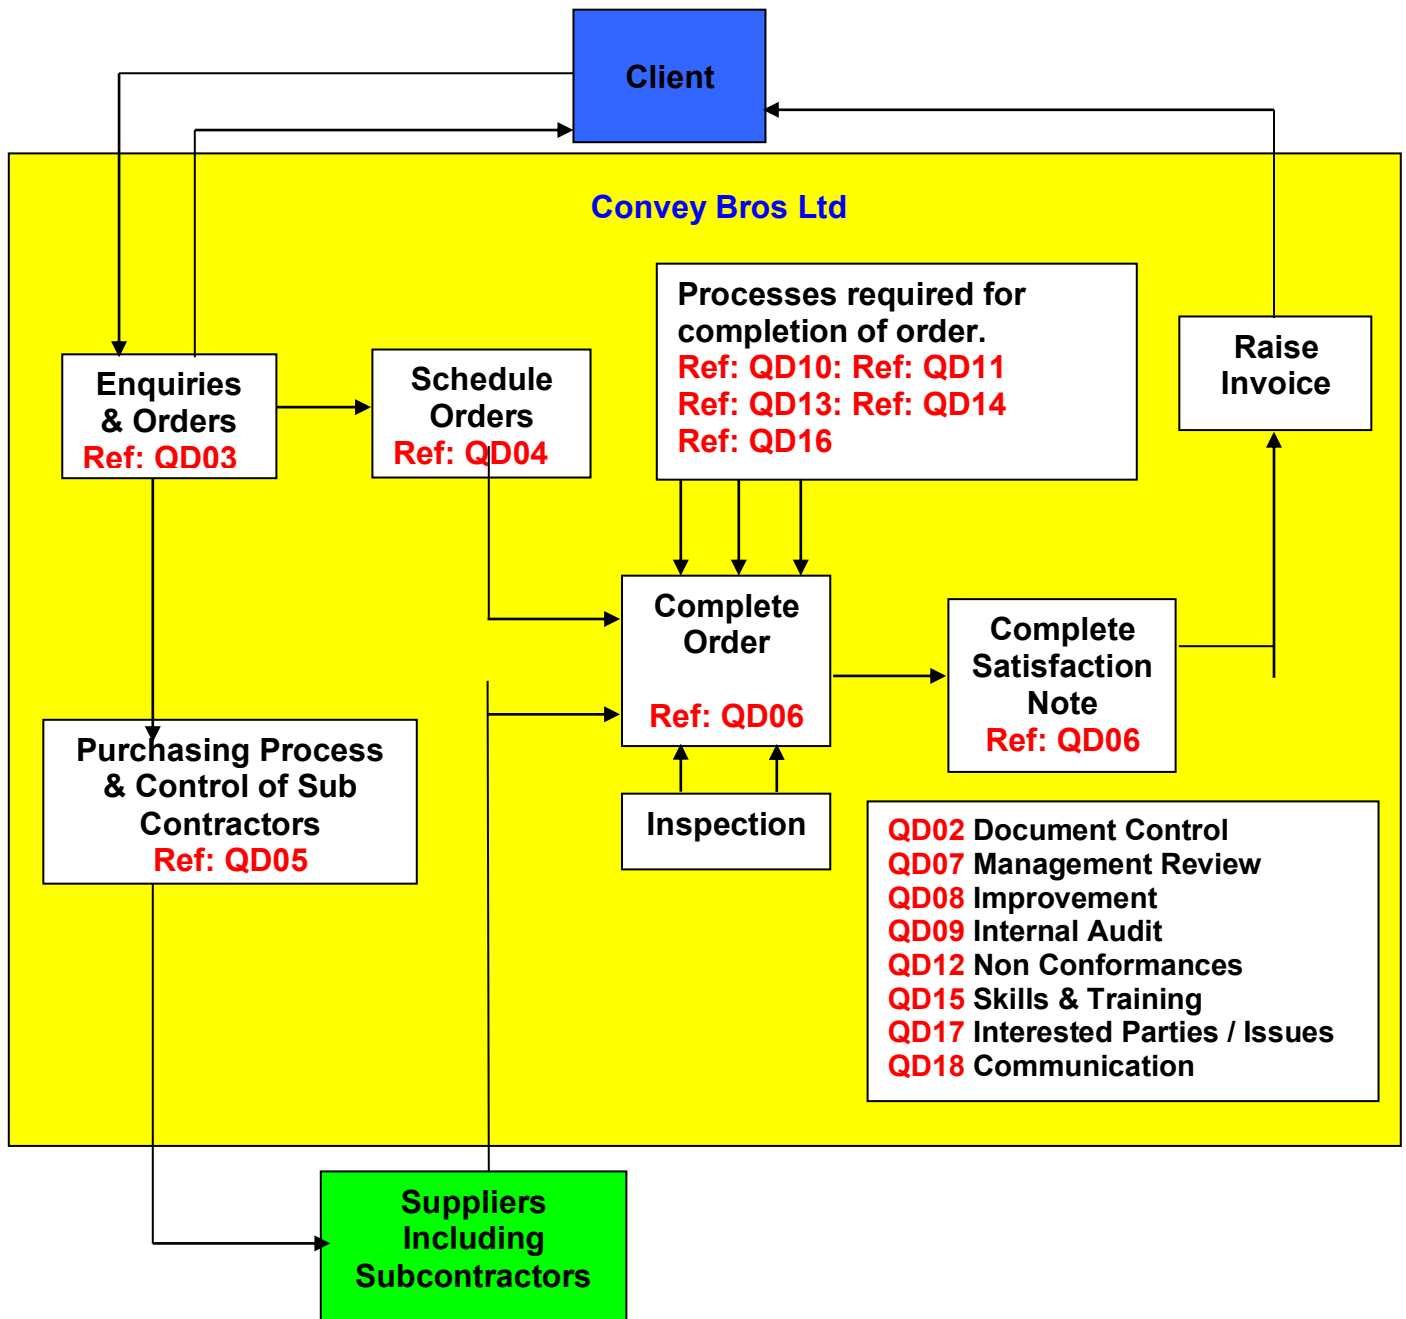 Client
Convey Bros Ltd
Enquiries
& Orders
Ref: QD03
Schedule
Orders
Ref: QD04
Processes required for
completion of order.
Ref: QD10: Ref: QD11
Ref: QD13: Ref: QD14
Ref: QD16
Raise
Invoice
Complete
Order
Ref: QD06
Complete
Satisfaction
Note
Ref: QD06
Purchasing Process
& Control of Sub
Contractors
Ref: QD05
Inspection
QD02 Document Control
QD07 Management Review
QD08 Improvement
QD09 Internal Audit
QD12 Non Conformances
QD15 Skills & Training
QD17 Interested Parties / Issues
QD18 Communication
Suppliers
Including
Subcontractors